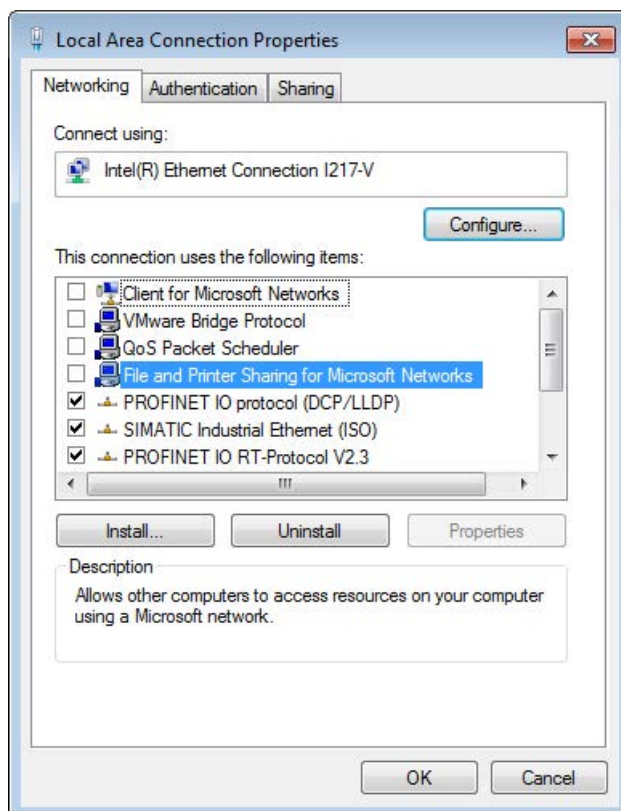 Local Area Connection Properties
Networking Authentication Sharing
Connect using:
Intel(R) Ethernet Connection I217-V
Configure...
This connection uses the following items:
Client for Microsoft Networks
VMware Bridge Protocol
QoS Packet Scheduler
File and Printer Sharing for Microsoft Networks
PROFINET IO protocol (DCP/LLDP)
SIMATIC Industrial Ethernet (ISO)
PROFINET IO RT-Protocol V2.3
Install... Uninstall Properties
Description
Allows other computers to access resources on your computer
using a Microsoft network.
OK Cancel